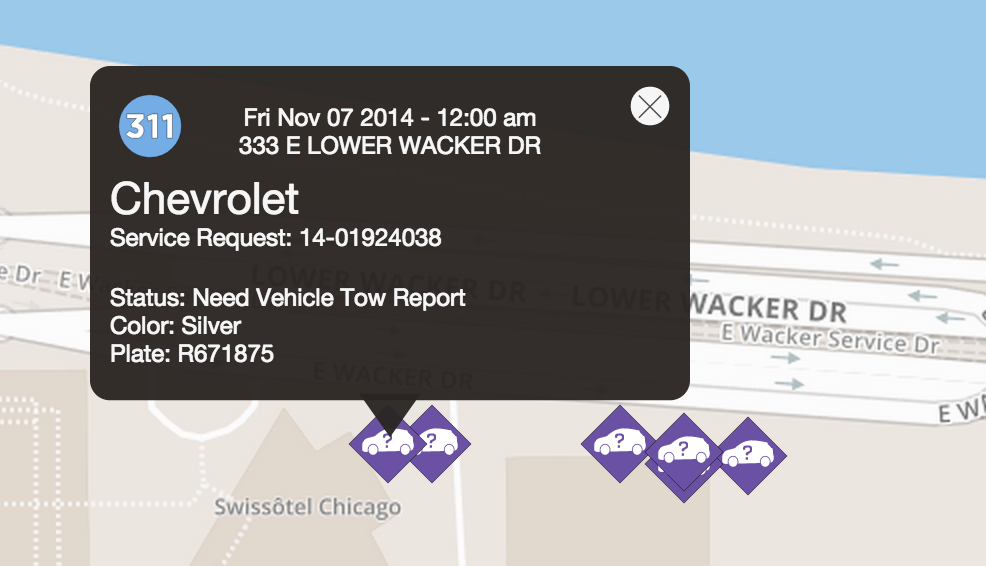 311
Fri Nov 07 2014 - 12:00 am
333 E LOWER WACKER DR
Chevrolet
Service Request: 14-01924038
Status: Need Vehicle Tow Report
Color: Silver
Plate: R671875
e Dr
E W
LOWER WACKER DR
LOWER WACKER DR
E Wacker Service Dr
E WACKER DR
E WE
? ? ? ? ?
Swissôtel Chicago